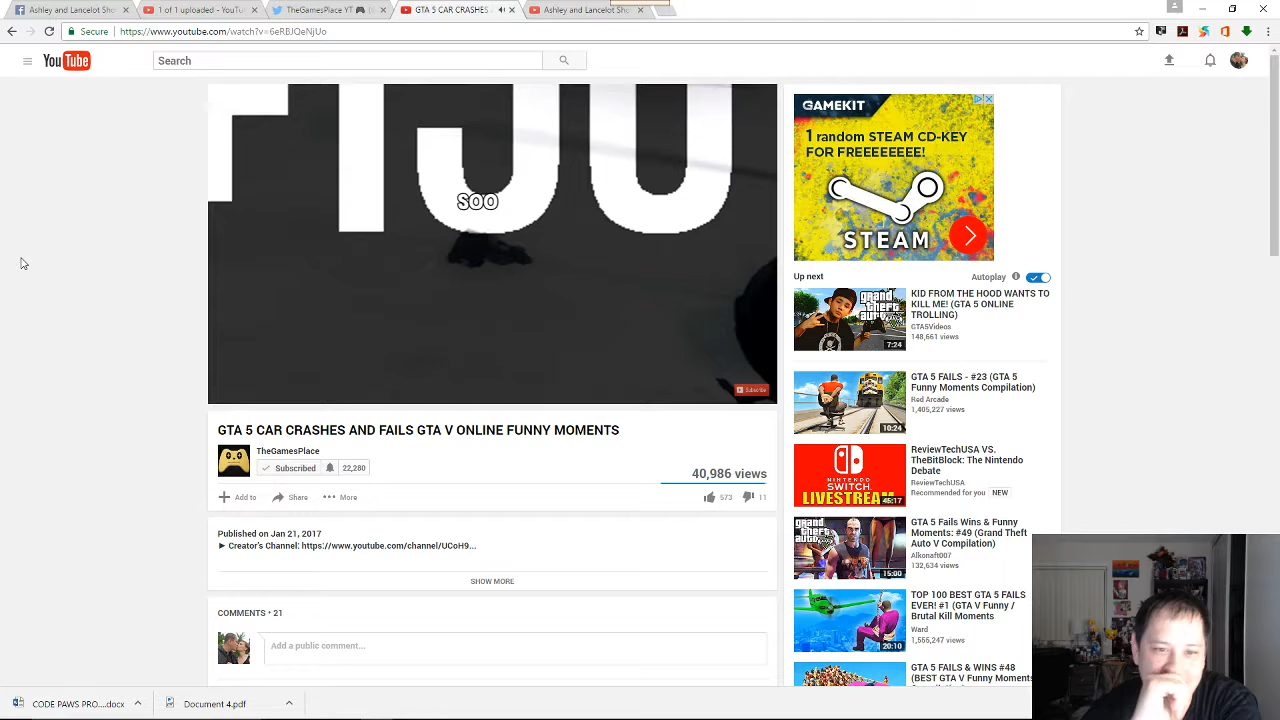 Ashley and Lancelot Sho
1 of 1 uploaded - YouTu
TheGamesPlace YT
GTA 5 CAR CRASHES
Ashley and Lancelot Sho
Secure
https://www.youtube.com/watch?v=6eRBJQeNjUo
YouTube
Search
SOO
Subscribe
GAMEKIT
1 random STEAM CD-KEY
FOR FREEEEEEE!
STEAM
Up next
Autoplay
KID FROM THE HOOD WANTS TO
KILL ME! (GTA 5 ONLINE
TROLLING)
GTA5Videos
148,661 views
7:24
GTA 5 FAILS - #23 (GTA 5
Funny Moments Compilation)
Red Arcade
1,405,227 views
10:24
ReviewTechUSA VS.
TheBitBlock: The Nintendo
Debate
ReviewTechUSA
Recommended for you NEW
NINTENDO
SWITCH
LIVESTREAM
45:17
GTA 5 Fails Wins & Funny
Moments: #49 (Grand Theft
Auto V Compilation)
Alkonaft007
132,634 views
15:00
TOP 100 BEST GTA 5 FAILS
EVER! #1 (GTA V Funny /
Brutal Kill Moments
Ward
1,555,247 views
20:10
GTA 5 FAILS & WINS #48
(BEST GTA V Funny Moments
GTA 5 CAR CRASHES AND FAILS GTA V ONLINE FUNNY MOMENTS
TheGamesPlace
Subscribed 22,280
40,986 views
Add to Share More
573 11
Published on Jan 21, 2017
► Creator's Channel: https://www.youtube.com/channel/UCoH9...
SHOW MORE
COMMENTS • 21
Add a public comment...
CODE PAWS PRO....docx
Document 4.pdf